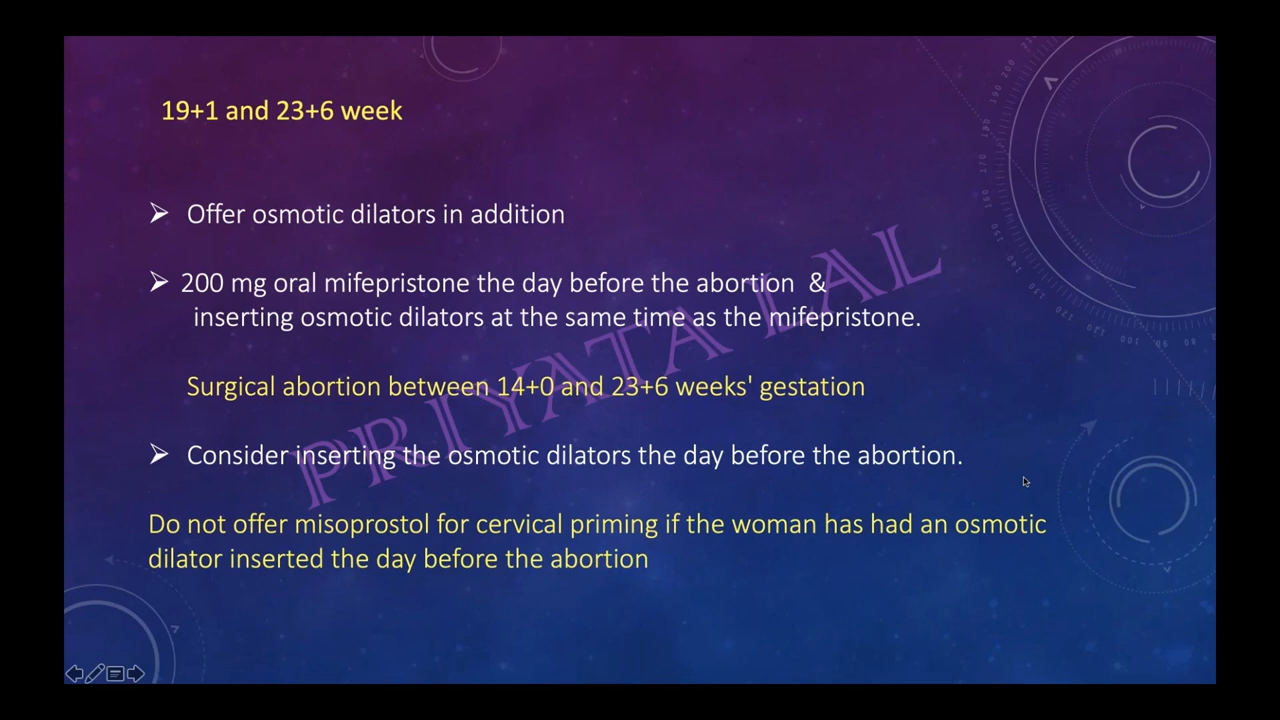 19+1 and 23+6 week
➢ Offer osmotic dilators in addition
➢ 200 mg oral mifepristone the day before the abortion &
inserting osmotic dilators at the same time as the mifepristone.
Surgical abortion between 14+0 and 23+6 weeks' gestation
➢ Consider inserting the osmotic dilators the day before the abortion.
Do not offer misoprostol for cervical priming if the woman has had an osmotic
dilator inserted the day before the abortion
PRIYATA LAL